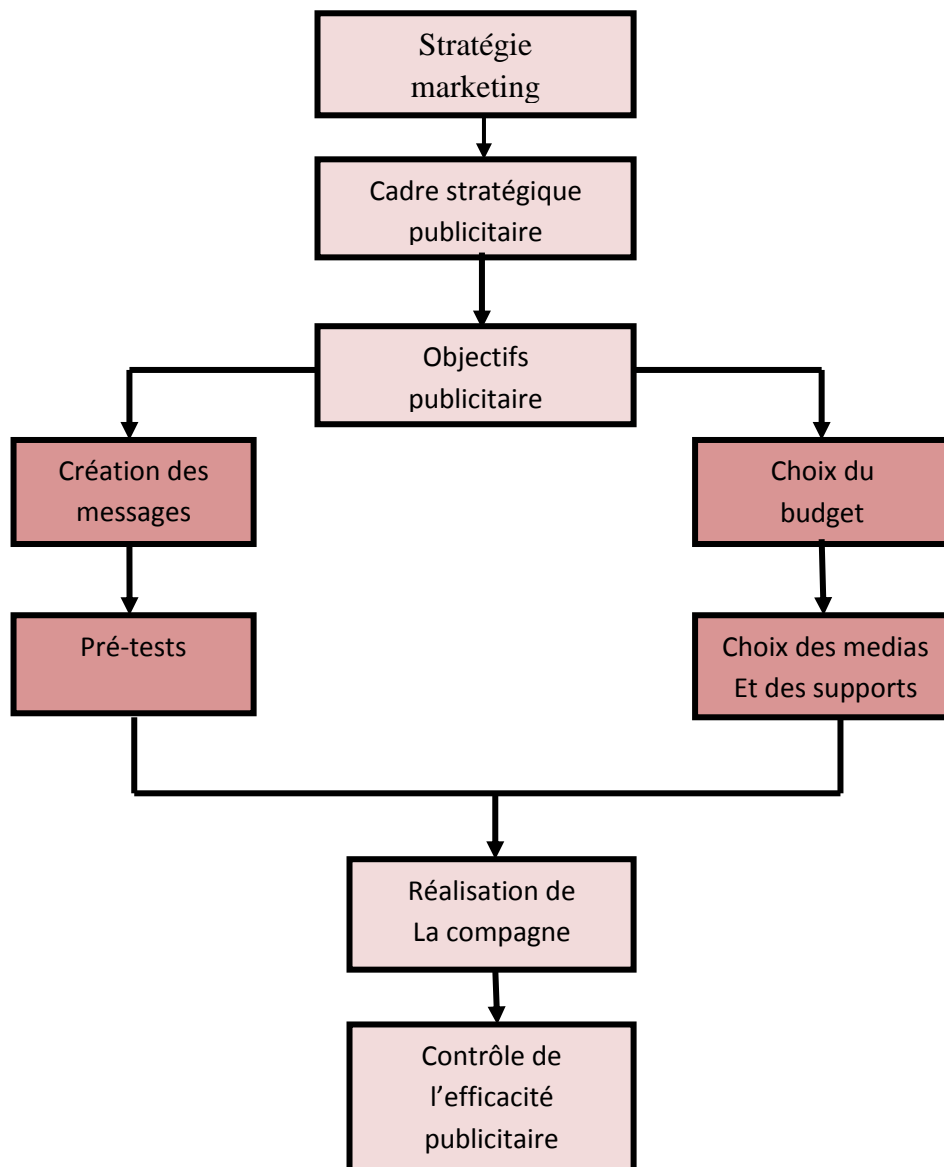 Stratégie
marketing
Cadre stratégique
publicitaire
Objectifs
publicitaire
Création des
messages
Choix du
budget
Pré-tests
Choix des medias
Et des supports
Réalisation de
La compagne
Contrôle de
l'efficacité
publicitaire